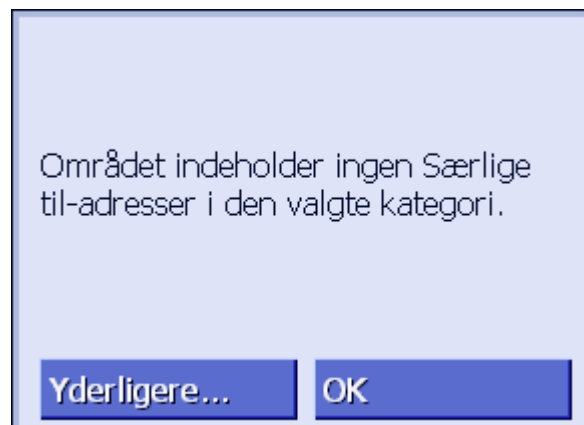 Området indeholder ingen Særlige
til-adresser i den valgte kategori.
Yderligere...
OK